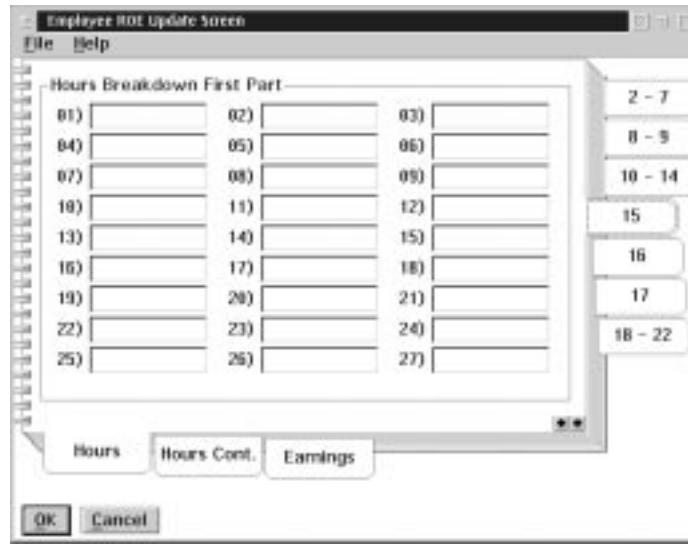 Employee ROE Update Screen
File Help
Hours Breakdown First Part
01) 02) 03)
04) 05) 06)
07) 08) 09)
10) 11) 12)
13) 14) 15)
16) 17) 18)
19) 20) 21)
22) 23) 24)
25) 26) 27)
2 - 7
8 - 9
10 - 14
15
16
17
18 - 22
Hours Hours Cont. Earnings
OK Cancel